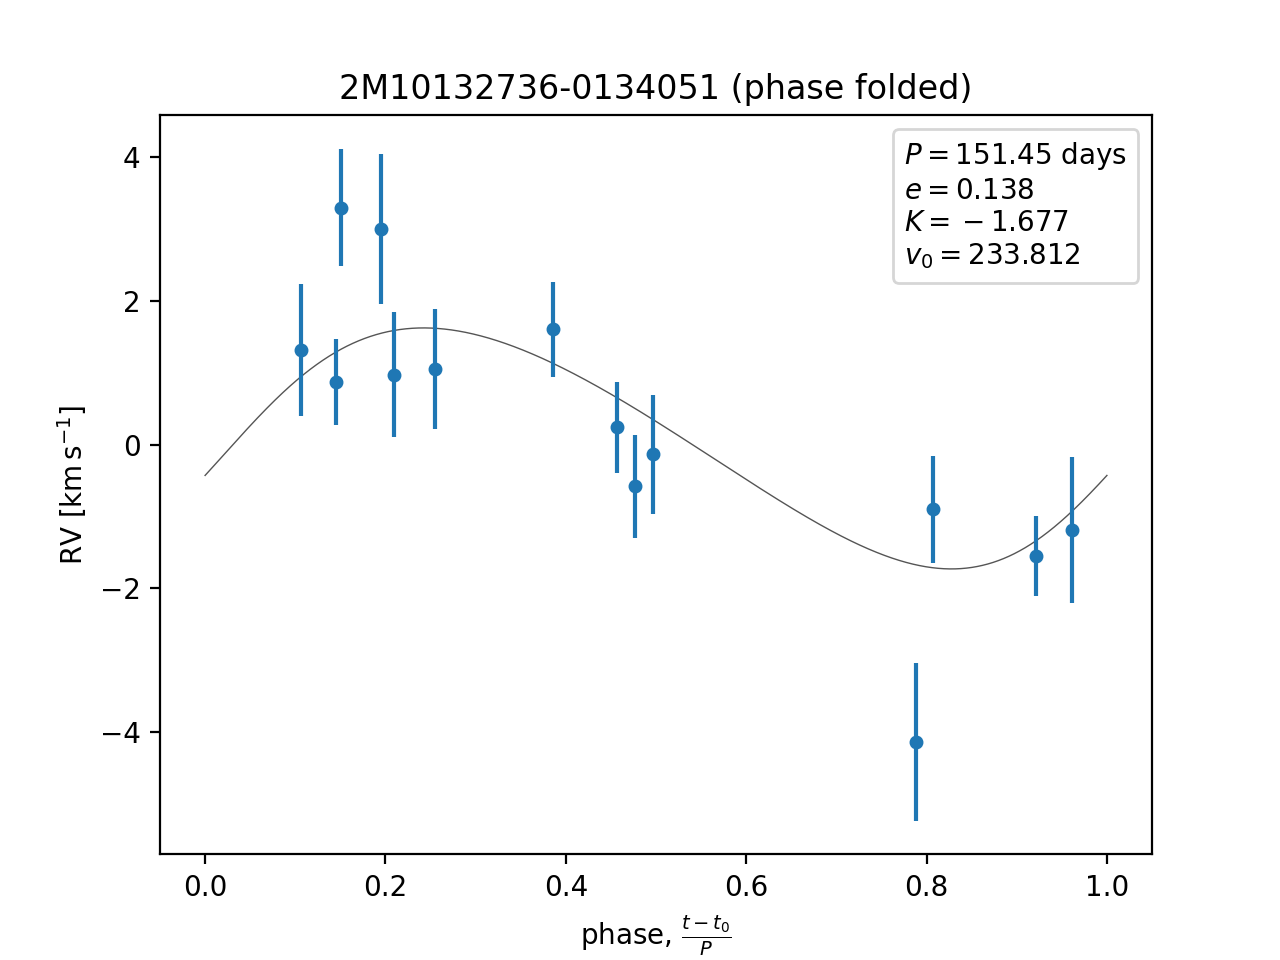 2M10132736-0134051 (phase folded)
P = 151.45 days
e = 0.138
K = −1.677
v₀ = 233.812
4
2
0
−2
−4
RV [km s⁻¹]
0.0 0.2 0.4 0.6 0.8 1.0
phase, (t − t₀)/P